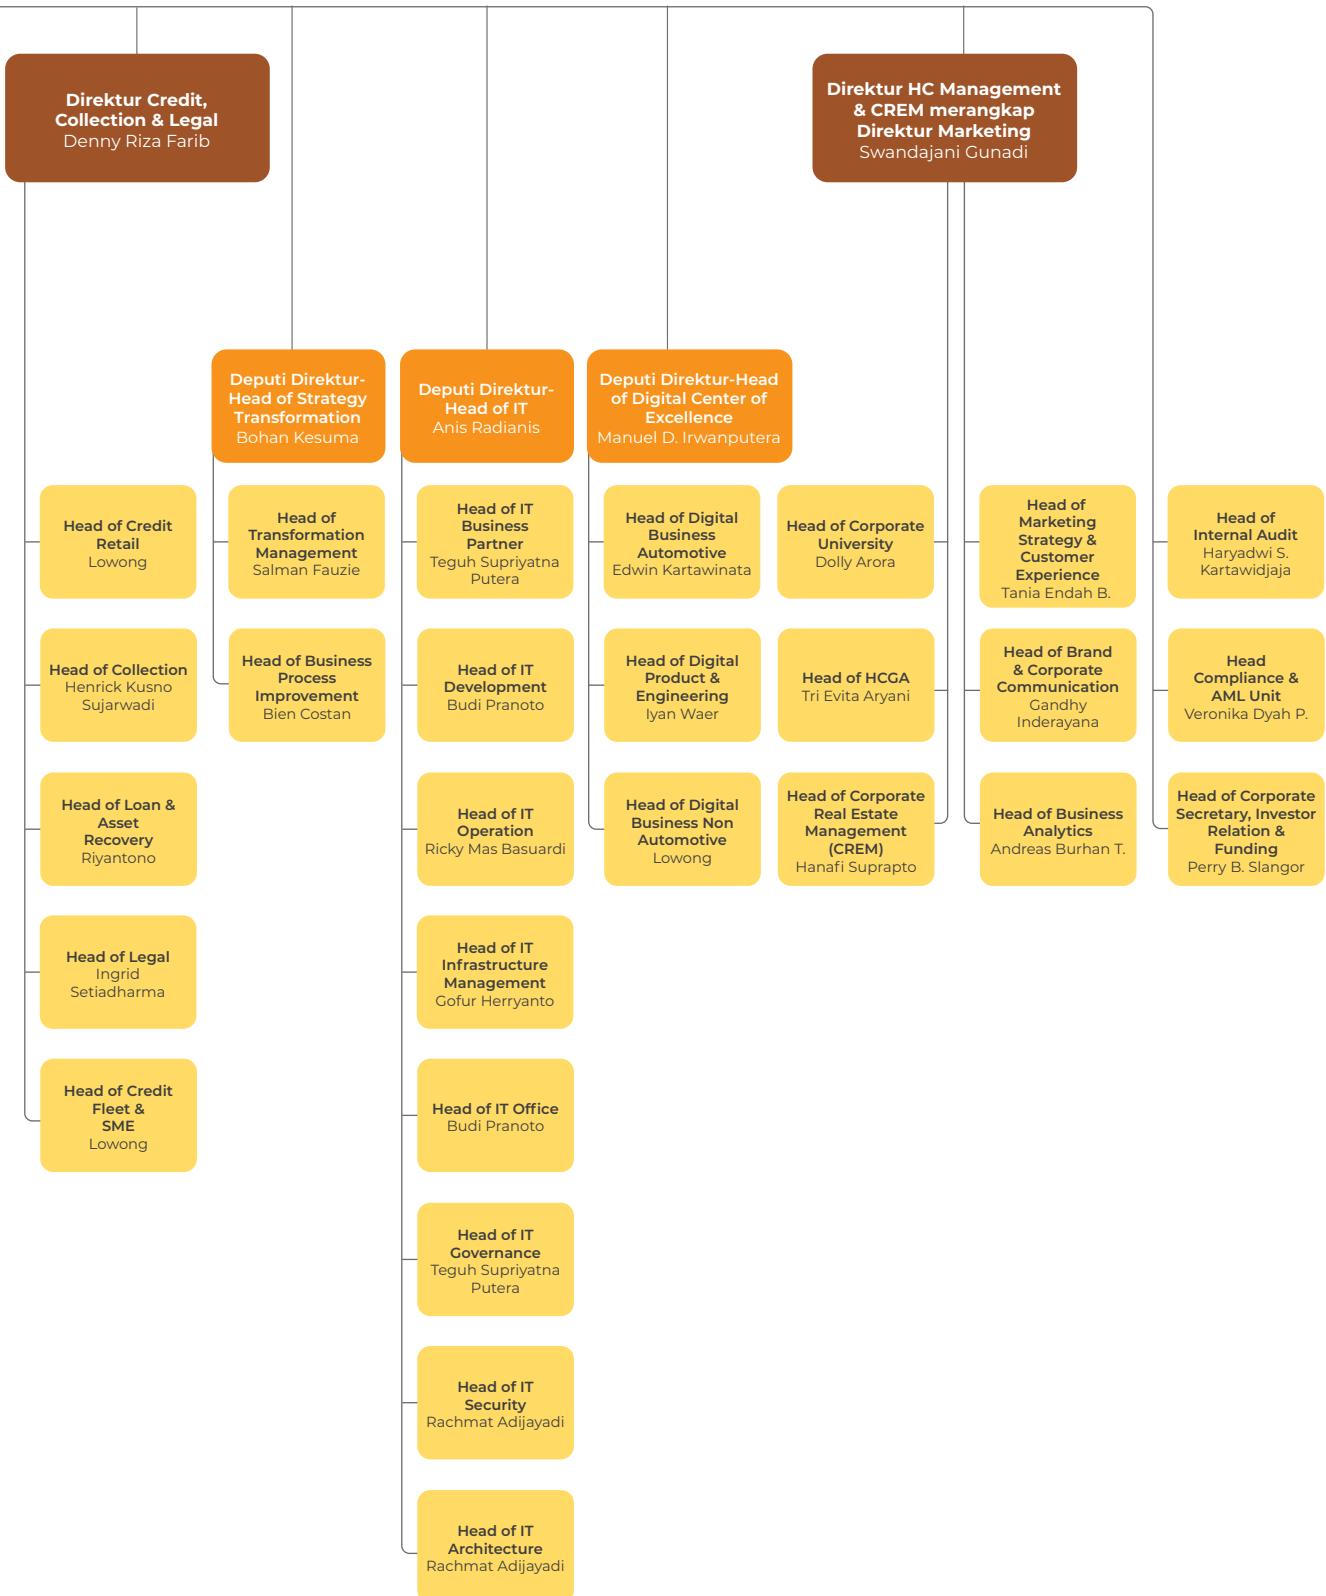 Direktur Credit,
Collection & Legal
Denny Riza Farib
Direktur HC Management
& CREM merangkap
Direktur Marketing
Swandajani Gunadi
Deputi Direktur-
Head of Strategy
Transformation
Bohan Kesuma
Deputi Direktur-
Head of IT
Anis Radianis
Deputi Direktur-Head
of Digital Center of
Excellence
Manuel D. Irwanputera
Head of Credit
Retail
Lowong
Head of Collection
Henrick Kusno
Sujarwadi
Head of Loan &
Asset
Recovery
Riyantono
Head of Legal
Ingrid
Setiadharma
Head of Credit
Fleet &
SME
Lowong
Head of
Transformation
Management
Salman Fauzie
Head of Business
Process
Improvement
Bien Costan
Head of IT
Business
Partner
Teguh Supriyatna
Putera
Head of IT
Development
Budi Pranoto
Head of IT
Operation
Ricky Mas Basuardi
Head of IT
Infrastructure
Management
Gofur Herryanto
Head of IT Office
Budi Pranoto
Head of IT
Governance
Teguh Supriyatna
Putera
Head of IT
Security
Rachmat Adijayadi
Head of IT
Architecture
Rachmat Adijayadi
Head of Digital
Business
Automotive
Edwin Kartawinata
Head of Digital
Product &
Engineering
Iyan Waer
Head of Digital
Business Non
Automotive
Lowong
Head of Corporate
University
Dolly Arora
Head of HCGA
Tri Evita Aryani
Head of Corporate
Real Estate
Management
(CREM)
Hanafi Suprapto
Head of
Marketing
Strategy &
Customer
Experience
Tania Endah B.
Head of Brand
& Corporate
Communication
Gandhy
Inderayana
Head of Business
Analytics
Andreas Burhan T.
Head of
Internal Audit
Haryadwi S.
Kartawidjaja
Head
Compliance &
AML Unit
Veronika Dyah P.
Head of Corporate
Secretary, Investor
Relation &
Funding
Perry B. Slangor